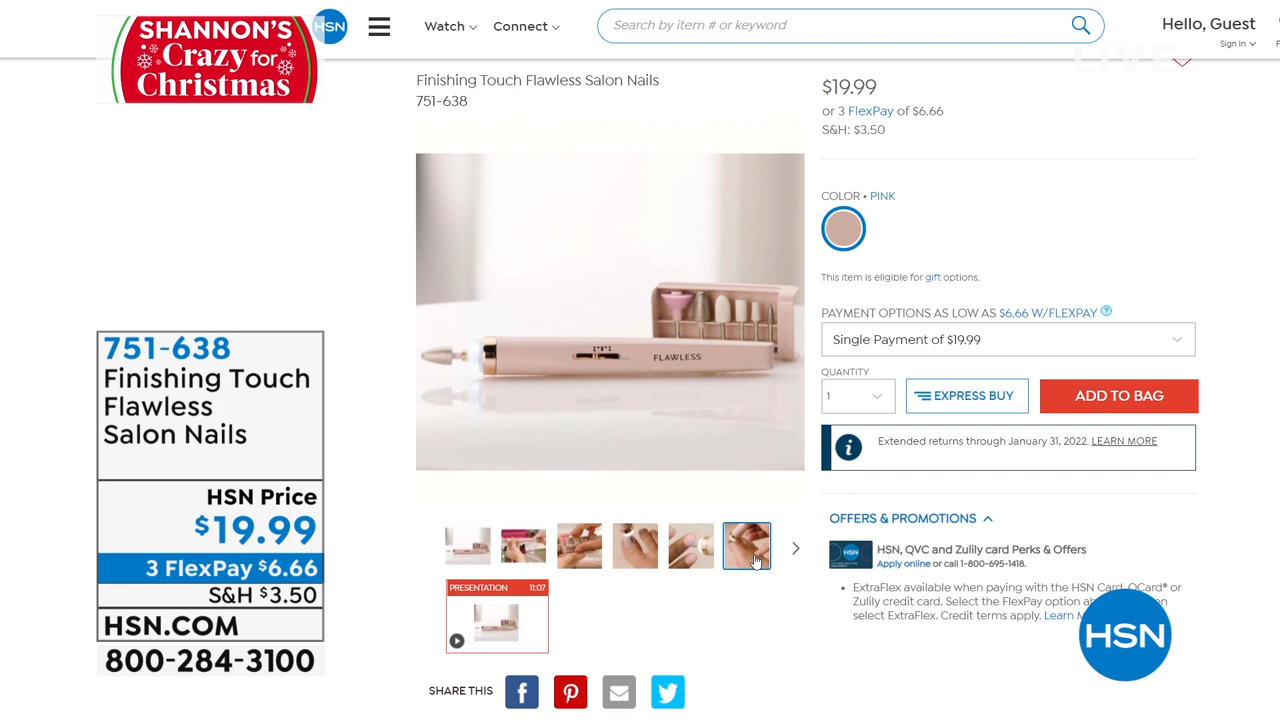 SHANNON'S
Crazy for
Christmas
HSN
Watch
Connect
Search by item # or keyword
Hello, Guest
Sign In
LIVE
Finishing Touch Flawless Salon Nails
751-638
$19.99
or 3 FlexPay of $6.66
S&H: $3.50
COLOR • PINK
This item is eligible for gift options.
PAYMENT OPTIONS AS LOW AS $6.66 W/FLEXPAY
Single Payment of $19.99
QUANTITY
1
EXPRESS BUY
ADD TO BAG
Extended returns through January 31, 2022. LEARN MORE
FLAWLESS
OFFERS & PROMOTIONS
HSN
HSN, QVC and Zulily card Perks & Offers
Apply online or call 1-800-695-1418.
• ExtraFlex available when paying with the HSN Card, QCard® or
Zulily credit card. Select the FlexPay option
select ExtraFlex. Credit terms apply. Learn
HSN
PRESENTATION 11:07
SHARE THIS
751-638
Finishing Touch
Flawless
Salon Nails
HSN Price
$19.99
3 FlexPay $6.66
S&H $3.50
HSN.COM
800-284-3100